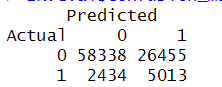 Predicted
Actual 0 1
0 58338 26455
1 2434 5013